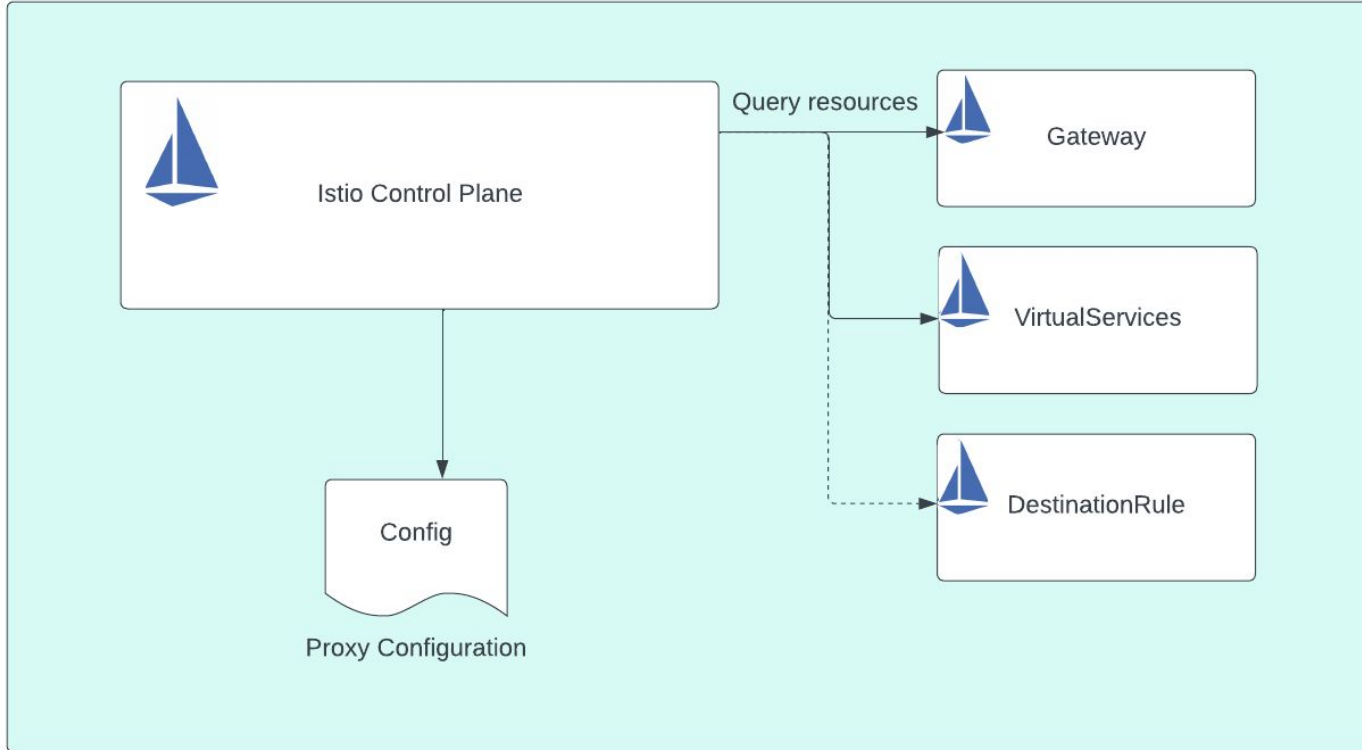 Query resources
Gateway
Istio Control Plane
VirtualServices
DestinationRule
Config
Proxy Configuration